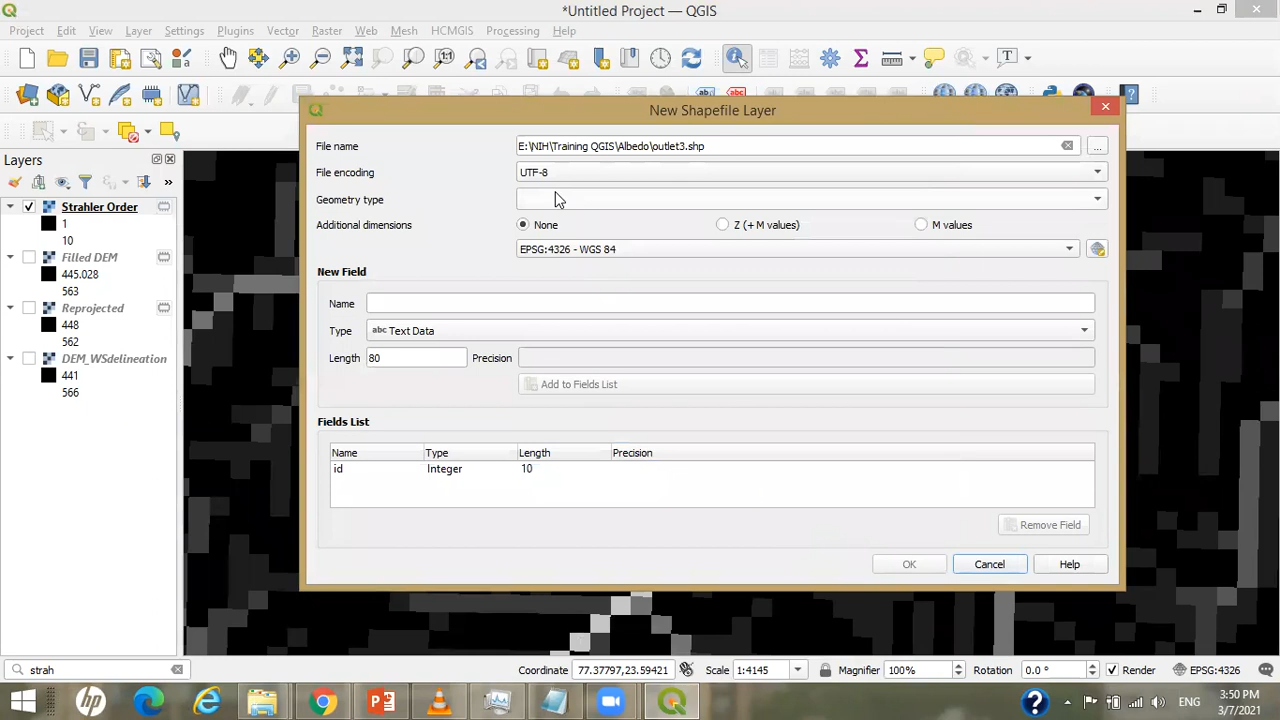 *Untitled Project — QGIS
Project Edit View Layer Settings Plugins Vector Raster Web Mesh HCMGIS Processing Help
New Shapefile Layer
File name E:\NIH\Training QGIS\Albedo\outlet3.shp ...
File encoding UTF-8
Geometry type
Additional dimensions None Z (+ M values) M values
EPSG:4326 - WGS 84
New Field
Name
Type abc Text Data
Length 80 Precision
Add to Fields List
Fields List
Name Type Length Precision
id Integer 10
Remove Field
OK Cancel Help
Layers
Strahler Order
1
10
Filled DEM
445.028
563
Reprojected
448
562
DEM_WSdelineation
441
566
strah
Coordinate 77.37797,23.59421 Scale 1:4145 Magnifier 100% Rotation 0.0 ° Render EPSG:4326
ENG
3:50 PM
3/7/2021